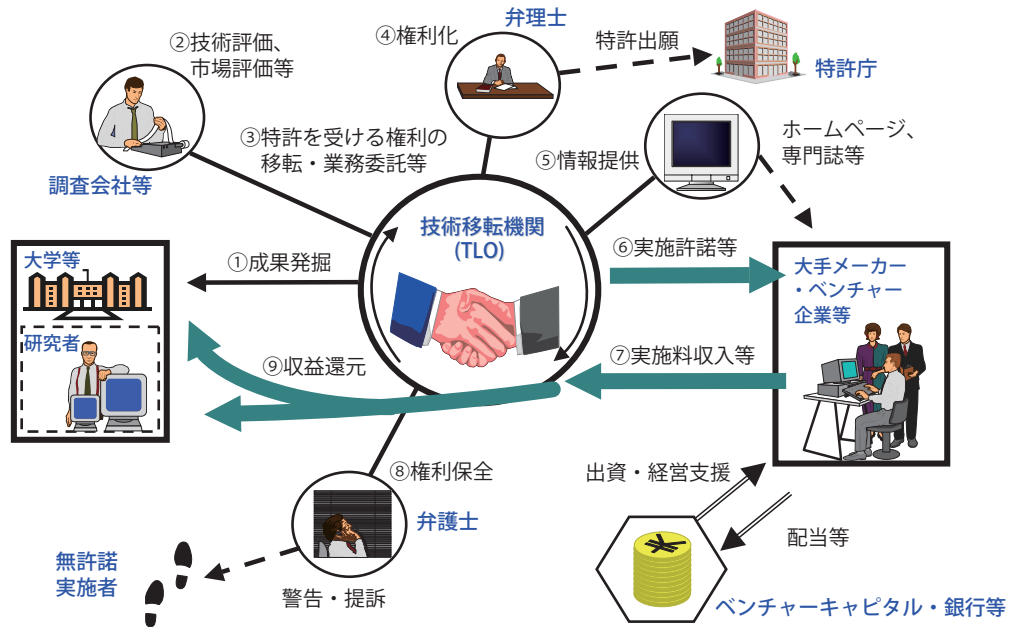 弁理士
④権利化
特許出願
特許庁
②技術評価、
市場評価等
調査会社等
③特許を受ける権利の
移転・業務委託等
⑤情報提供
ホームページ、
専門誌等
技術移転機関
(TLO)
大学等
研究者
①成果発掘
⑥実施許諾等
大手メーカー
・ベンチャー
企業等
⑦実施料収入等
⑨収益還元
⑧権利保全
弁護士
無許諾
実施者
警告・提訴
出資・経営支援
配当等
¥
ベンチャーキャピタル・銀行等